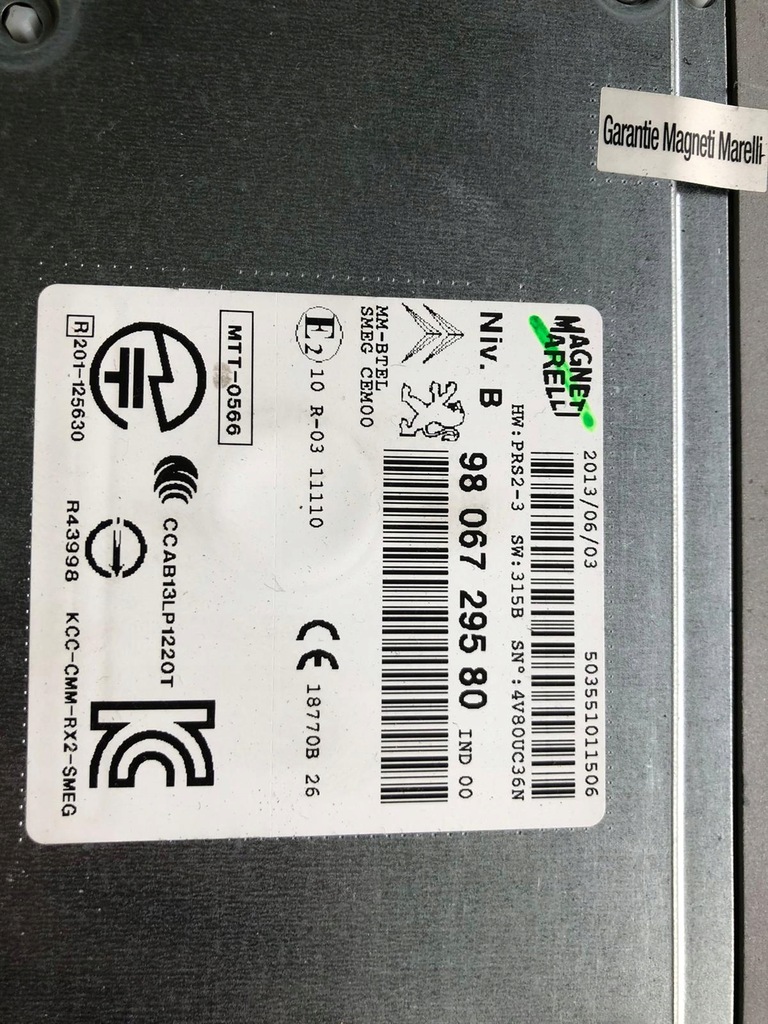 Garantie Magneti Marelli
MAGNETI
MARELLI
2013/06/03 503551011506
HW:PRS2-3 SW:315B SN°:4V80UC36N
Niv. B 98 067 295 80 IND 00
MM-BTEL
SMEG CEM00
E2 10 R-03 11110 CE 18770B 26
MTT-0566
CCAB13LP1220T
R 201-125630 R43998 KCC-CMM-RX2-SMEG